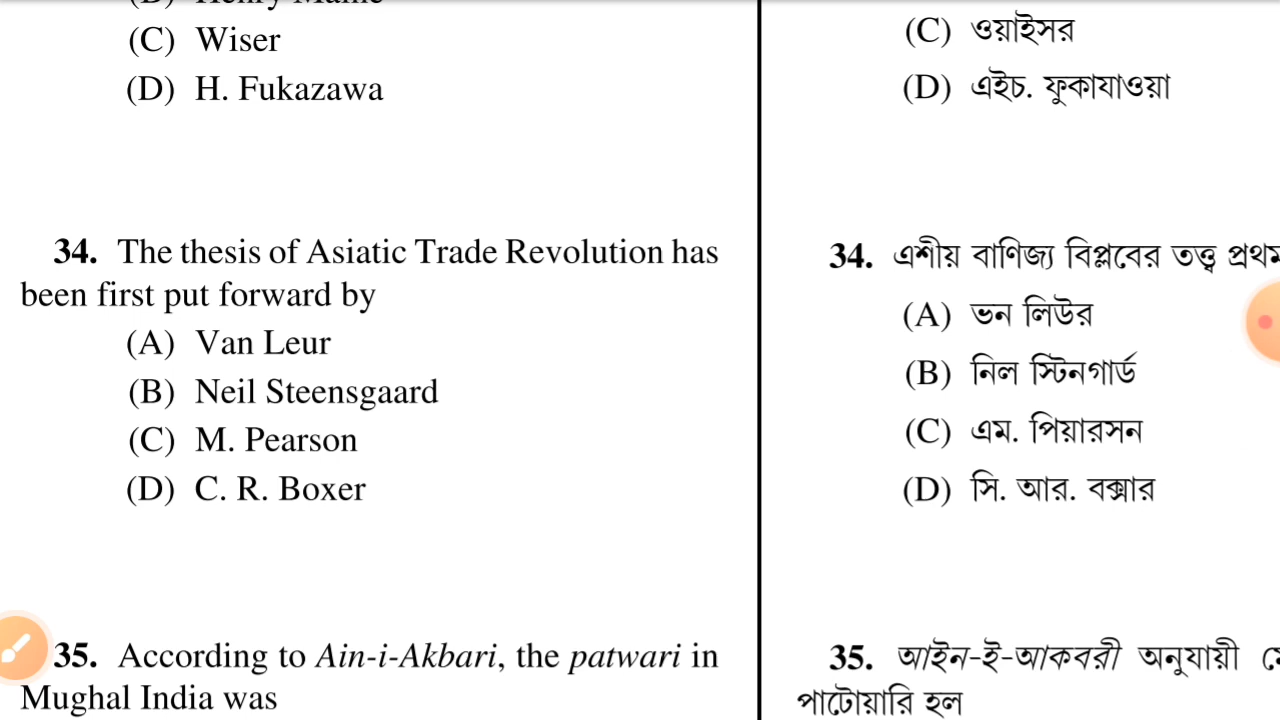 (C) Wiser
(D) H. Fukazawa
34. The thesis of Asiatic Trade Revolution has
been first put forward by
(A) Van Leur
(B) Neil Steensgaard
(C) M. Pearson
(D) C. R. Boxer
35. According to Ain-i-Akbari, the patwari in
Mughal India was
(C) ওয়াইসর
(D) এইচ. ফুকাযাওয়া
34. এশীয় বাণিজ্য বিপ্লবের তত্ত্ব
(A) ভন লিউর
(B) নিল স্টিনগার্ড
(C) এম. পিয়ারসন
(D) সি. আর. বক্সার
35. আইন-ই-আকবরী অনুযায়ী
পাটোয়ারি হল